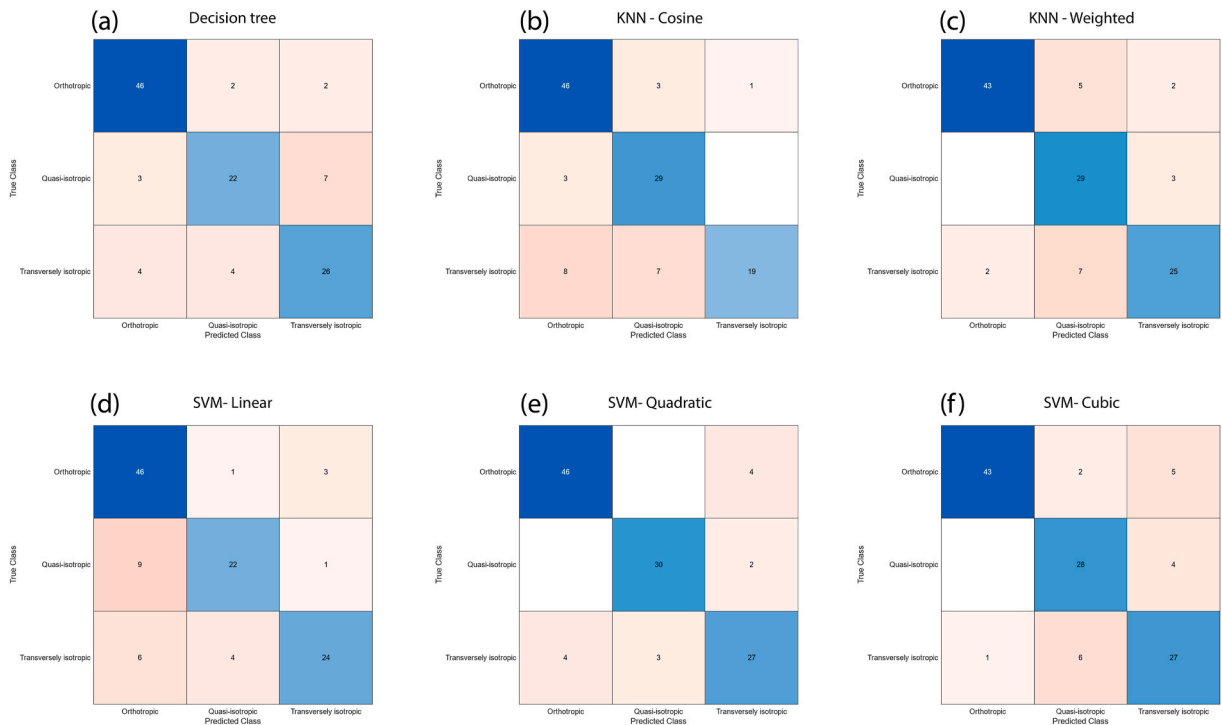 (a) Decision tree
(b) KNN - Cosine
(c) KNN - Weighted
Orthotropic 46 2 2
Quasi-isotropic 3 22 7
Transversely isotropic 4 4 26
True Class
Orthotropic Quasi-isotropic Transversely isotropic
Predicted Class
Orthotropic 46 3 1
Quasi-isotropic 3 29
Transversely isotropic 8 7 19
True Class
Orthotropic Quasi-isotropic Transversely isotropic
Predicted Class
Orthotropic 43 5 2
Quasi-isotropic 29 3
Transversely isotropic 2 7 25
True Class
Orthotropic Quasi-isotropic Transversely isotropic
Predicted Class
(d) SVM- Linear
(e) SVM- Quadratic
(f) SVM- Cubic
Orthotropic 46 1 3
Quasi-isotropic 9 22 1
Transversely isotropic 6 4 24
True Class
Orthotropic Quasi-isotropic Transversely isotropic
Predicted Class
Orthotropic 46 4
Quasi-isotropic 30 2
Transversely isotropic 4 3 27
True Class
Orthotropic Quasi-isotropic Transversely isotropic
Predicted Class
Orthotropic 43 2 5
Quasi-isotropic 28 4
Transversely isotropic 1 6 27
True Class
Orthotropic Quasi-isotropic Transversely isotropic
Predicted Class